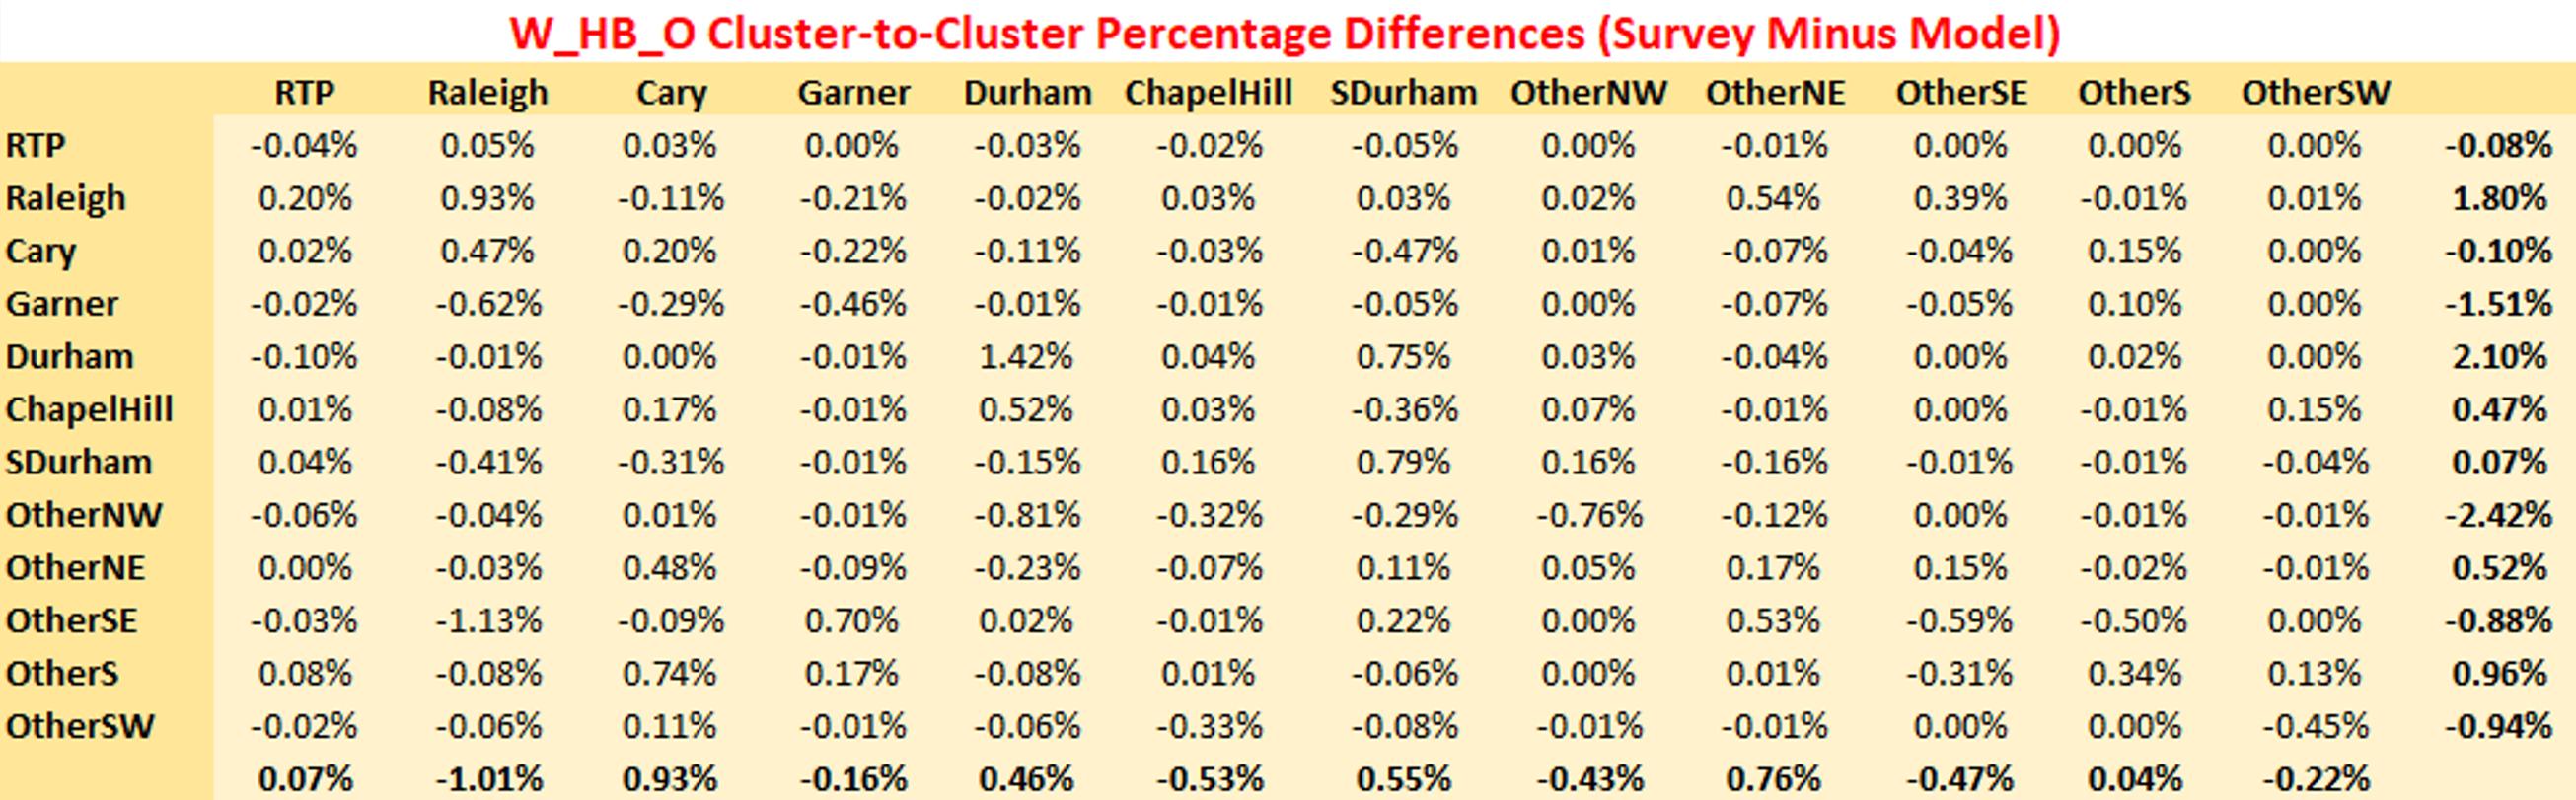 W_HB_O Cluster-to-Cluster Percentage Differences (Survey Minus Model)
RTP Raleigh Cary Garner Durham ChapelHill SDurham OtherNW OtherNE OtherSE OtherS OtherSW
RTP -0.04% 0.05% 0.03% 0.00% -0.03% -0.02% -0.05% 0.00% -0.01% 0.00% 0.00% 0.00% -0.08%
Raleigh 0.20% 0.93% -0.11% -0.21% -0.02% 0.03% 0.03% 0.02% 0.54% 0.39% -0.01% 0.01% 1.80%
Cary 0.02% 0.47% 0.20% -0.22% -0.11% -0.03% -0.47% 0.01% -0.07% -0.04% 0.15% 0.00% -0.10%
Garner -0.02% -0.62% -0.29% -0.46% -0.01% -0.01% -0.05% 0.00% -0.07% -0.05% 0.10% 0.00% -1.51%
Durham -0.10% -0.01% 0.00% -0.01% 1.42% 0.04% 0.75% 0.03% -0.04% 0.00% 0.02% 0.00% 2.10%
ChapelHill 0.01% -0.08% 0.17% -0.01% 0.52% 0.03% -0.36% 0.07% -0.01% 0.00% -0.01% 0.15% 0.47%
SDurham 0.04% -0.41% -0.31% -0.01% -0.15% 0.16% 0.79% 0.16% -0.16% -0.01% -0.01% -0.04% 0.07%
OtherNW -0.06% -0.04% 0.01% -0.01% -0.81% -0.32% -0.29% -0.76% -0.12% 0.00% -0.01% -0.01% -2.42%
OtherNE 0.00% -0.03% 0.48% -0.09% -0.23% -0.07% 0.11% 0.05% 0.17% 0.15% -0.02% -0.01% 0.52%
OtherSE -0.03% -1.13% -0.09% 0.70% 0.02% -0.01% 0.22% 0.00% 0.53% -0.59% -0.50% 0.00% -0.88%
OtherS 0.08% -0.08% 0.74% 0.17% -0.08% 0.01% -0.06% 0.00% 0.01% -0.31% 0.34% 0.13% 0.96%
OtherSW -0.02% -0.06% 0.11% -0.01% -0.06% -0.33% -0.08% -0.01% -0.01% 0.00% 0.00% -0.45% -0.94%
0.07% -1.01% 0.93% -0.16% 0.46% -0.53% 0.55% -0.43% 0.76% -0.47% 0.04% -0.22%